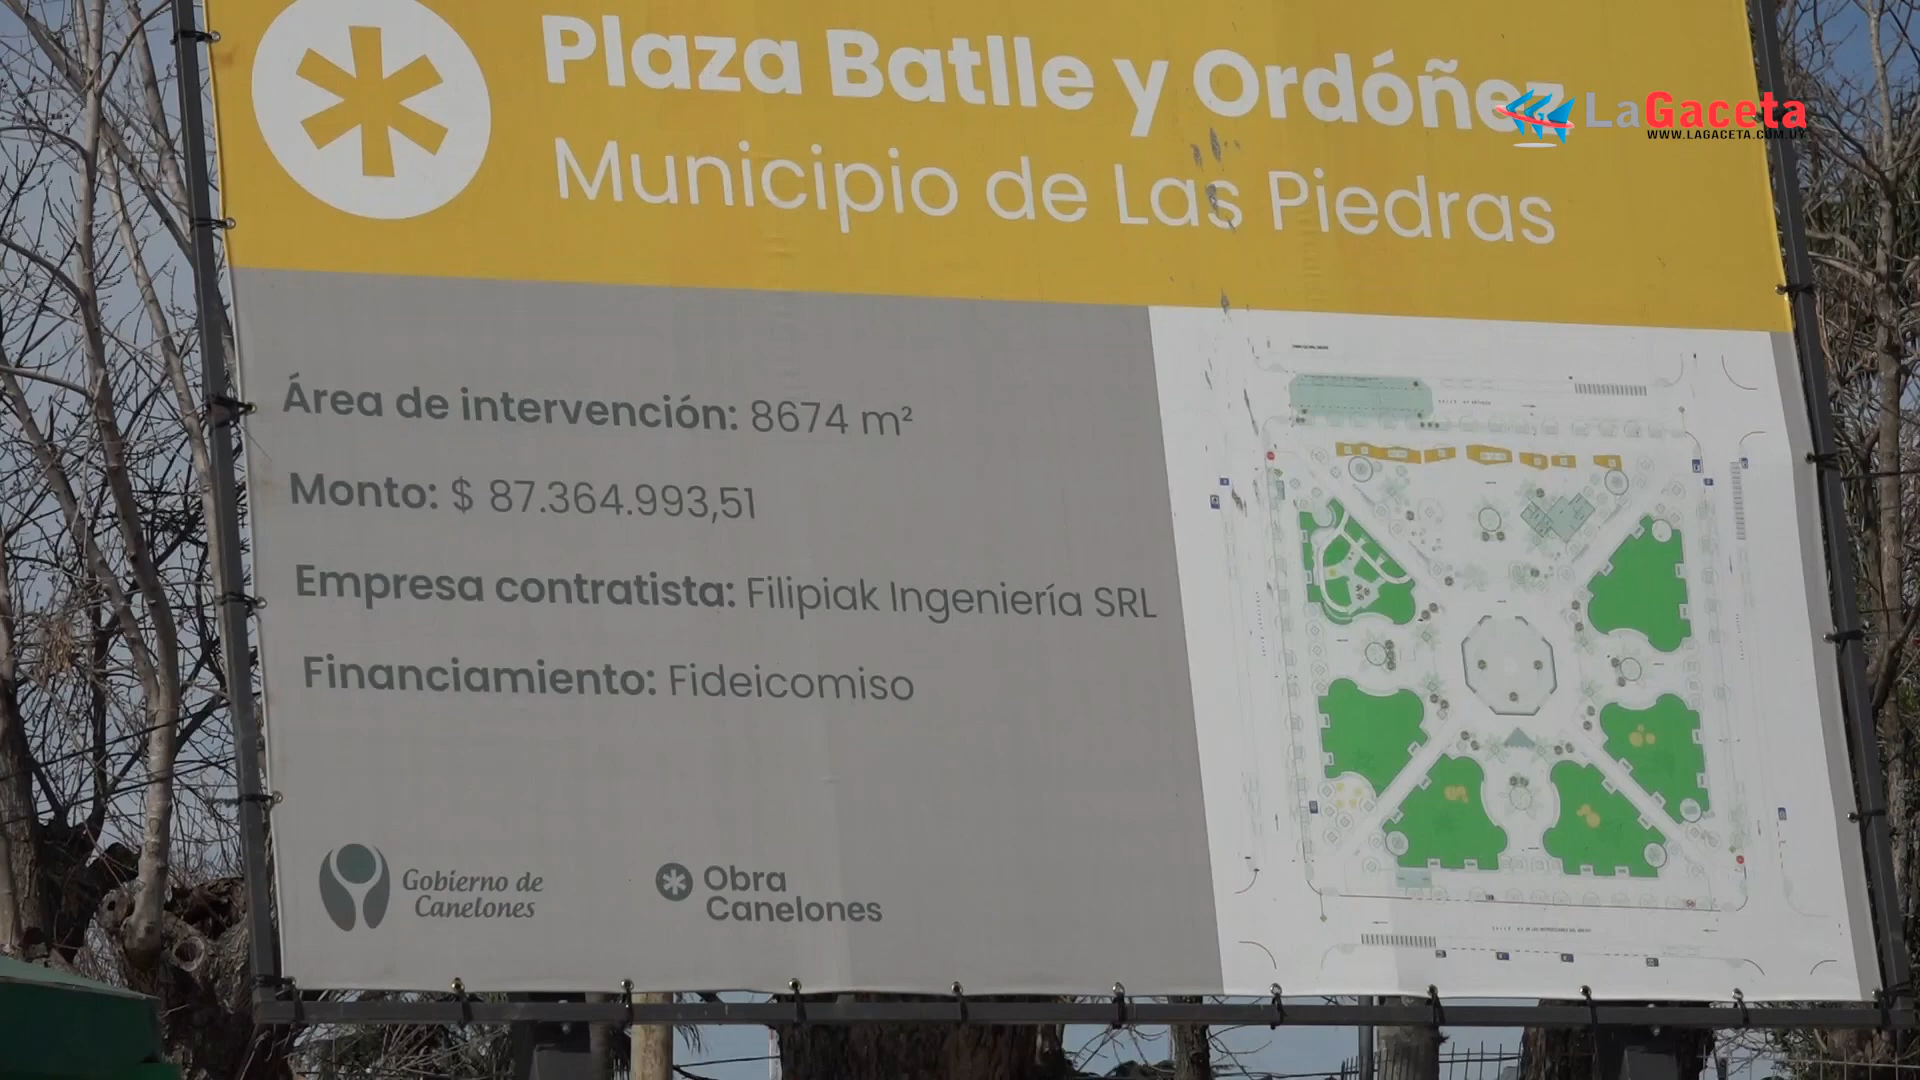 Plaza Batlle y Ordóñez
LaGaceta
WWW.LAGACETA.COM.UY
Municipio de Las Piedras
Área de intervención: 8674 m²
Monto: $ 87.364.993,51
Empresa contratista: Filipiak Ingeniería SRL
Financiamiento: Fideicomiso
Gobierno de
Canelones
Obra
Canelones